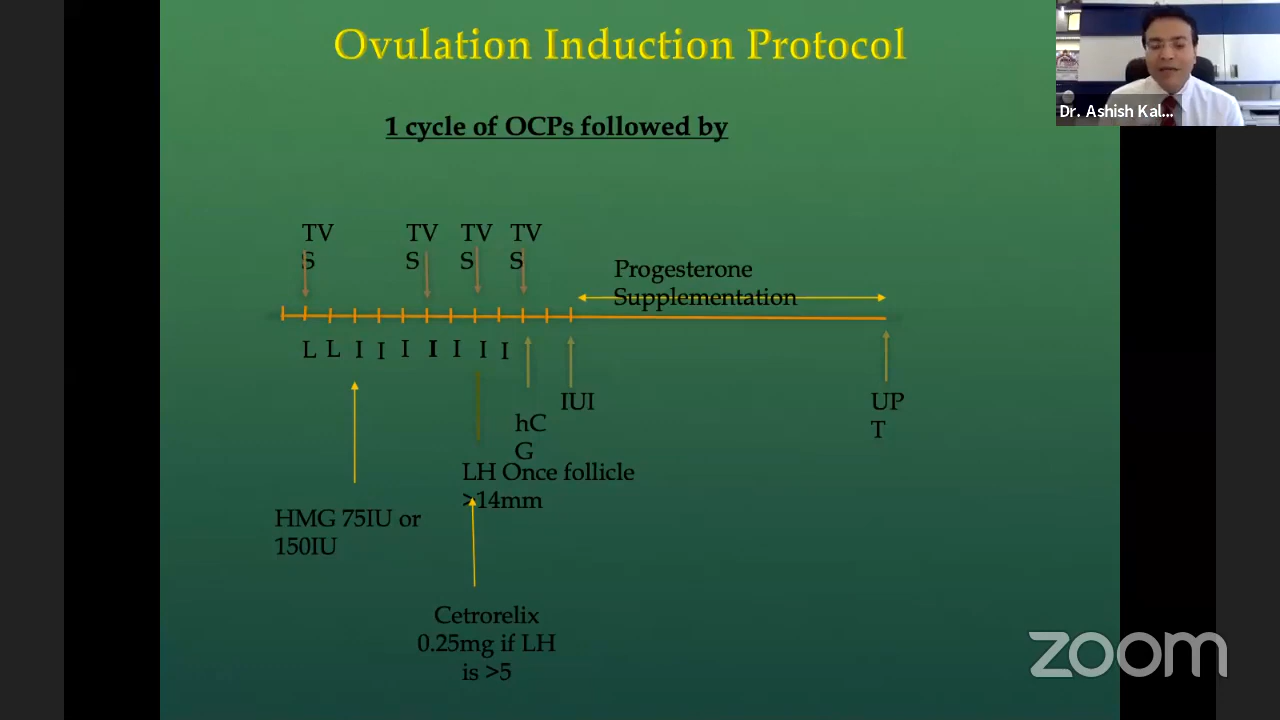 Ovulation Induction Protocol
Dr. Ashish Kal...
1 cycle of OCPs followed by
TV TV TV TV
S S S S
Progesterone
Supplementation
L L I I I I I I I
IUI
UP
T
hC
G
LH Once follicle
>14mm
HMG 75IU or
150IU
Cetrorelix
0.25mg if LH
is >5
zoom